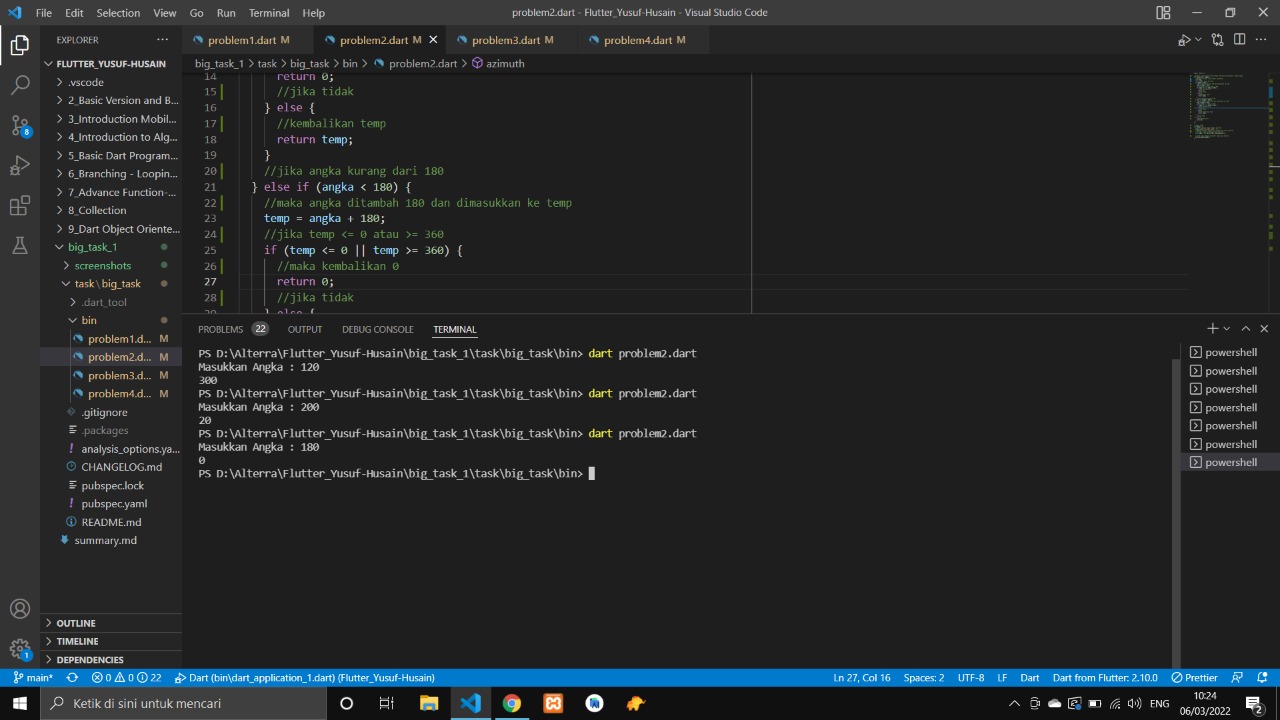 File Edit Selection View Go Run Terminal Help problem2.dart - Flutter_Yusuf-Husain - Visual Studio Code
EXPLORER
FLUTTER_YUSUF-HUSAIN
.vscode
2_Basic Version and B...
3_Introduction Mobil...
4_Introduction to Alg...
5_Basic Dart Program...
6_Branching - Loopin...
7_Advance Function-...
8_Collection
9_Dart Object Oriente...
big_task_1
screenshots
task\big_task
.dart_tool
bin
problem1.d... M
problem2.d... M
problem3.d... M
problem4.d... M
.gitignore
.packages
analysis_options.ya...
CHANGELOG.md
pubspec.lock
pubspec.yaml
README.md
summary.md
OUTLINE
TIMELINE
DEPENDENCIES
8
1
problem1.dart M problem2.dart M problem3.dart M problem4.dart M
big_task_1 > task > big_task > bin > problem2.dart > azimuth
14 return 0;
15 //jika tidak
16 } else {
17 //kembalikan temp
18 return temp;
19 }
20 //jika angka kurang dari 180
21 } else if (angka < 180) {
22 //maka angka ditambah 180 dan dimasukkan ke temp
23 temp = angka + 180;
24 //jika temp <= 0 atau >= 360
25 if (temp <= 0 || temp >= 360) {
26 //maka kembalikan 0
27 return 0;
28 //jika tidak
} else {
PROBLEMS 22 OUTPUT DEBUG CONSOLE TERMINAL
PS D:\Alterra\Flutter_Yusuf-Husain\big_task_1\task\big_task\bin> dart problem2.dart
Masukkan Angka : 120
300
PS D:\Alterra\Flutter_Yusuf-Husain\big_task_1\task\big_task\bin> dart problem2.dart
Masukkan Angka : 200
20
PS D:\Alterra\Flutter_Yusuf-Husain\big_task_1\task\big_task\bin> dart problem2.dart
Masukkan Angka : 180
0
PS D:\Alterra\Flutter_Yusuf-Husain\big_task_1\task\big_task\bin>
powershell
powershell
powershell
powershell
powershell
powershell
powershell
main* 0 0 22 Dart (bin\dart_application_1.dart) (Flutter_Yusuf-Husain) Ln 27, Col 16 Spaces: 2 UTF-8 LF Dart Dart from Flutter: 2.10.0 Prettier
Ketik di sini untuk mencari ENG 10:24
06/03/2022 2